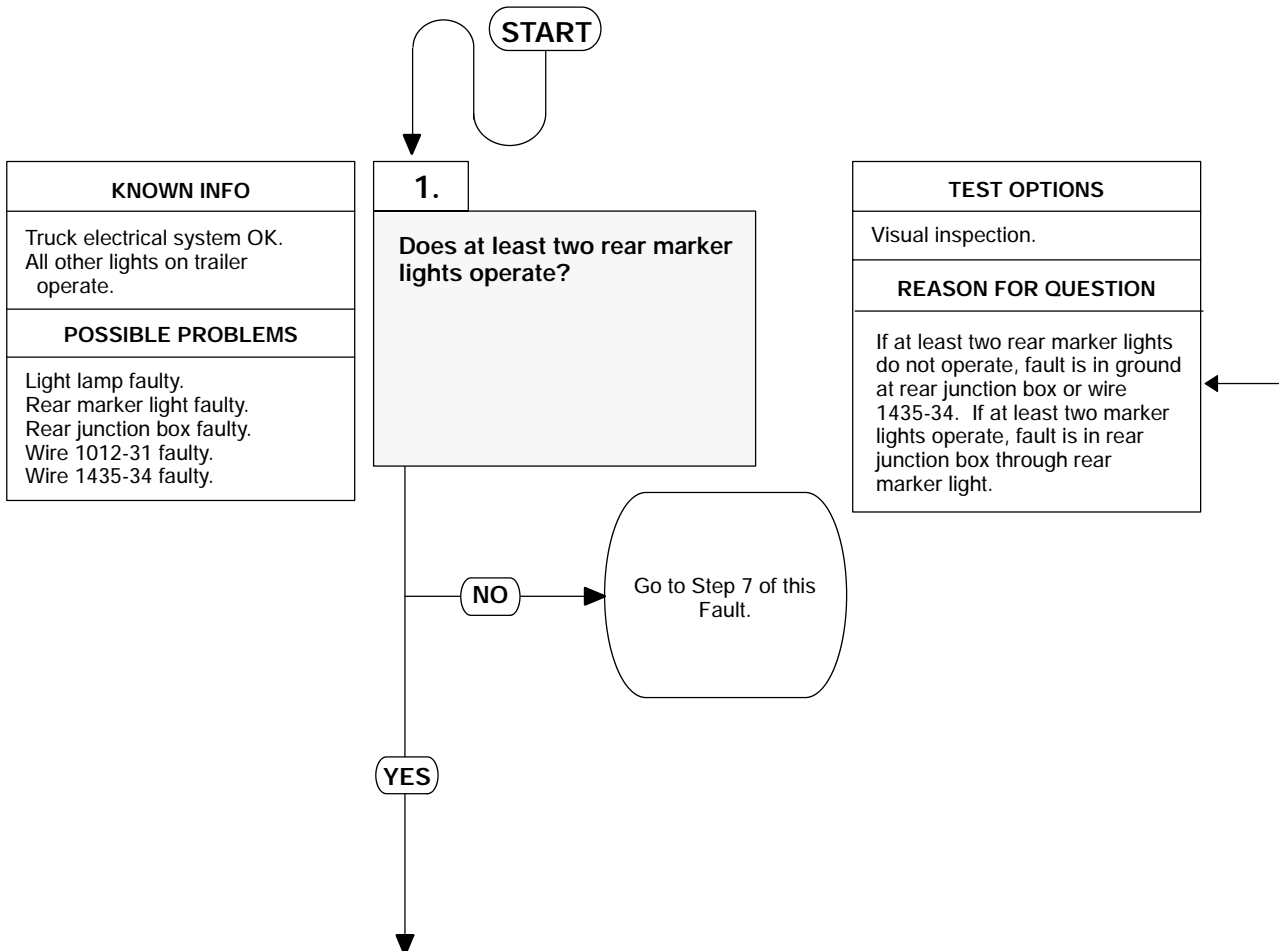 START
KNOWN INFO
Truck electrical system OK.
All other lights on trailer
operate.
POSSIBLE PROBLEMS
Light lamp faulty.
Rear marker light faulty.
Rear junction box faulty.
Wire 1012-31 faulty.
Wire 1435-34 faulty.
1.
Does at least two rear marker
lights operate?
TEST OPTIONS
Visual inspection.
REASON FOR QUESTION
If at least two rear marker lights
do not operate, fault is in ground
at rear junction box or wire
1435-34. If at least two marker
lights operate, fault is in rear
junction box through rear
marker light.
NO
Go to Step 7 of this
Fault.
YES